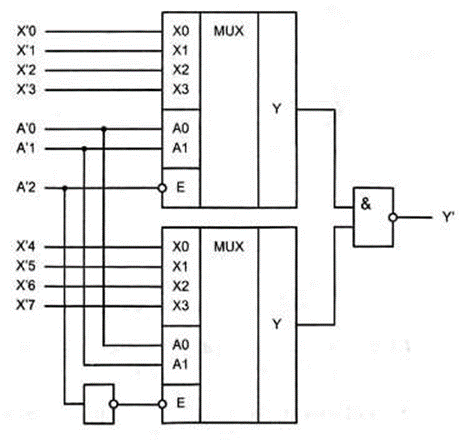 X'0 X0 MUX
X'1 X1
X'2 X2
X'3 X3
Y
A'0 A0
A'1 A1
A'2 E
&
Y'
X'4 X0 MUX
X'5 X1
X'6 X2
X'7 X3
Y
A0
A1
E